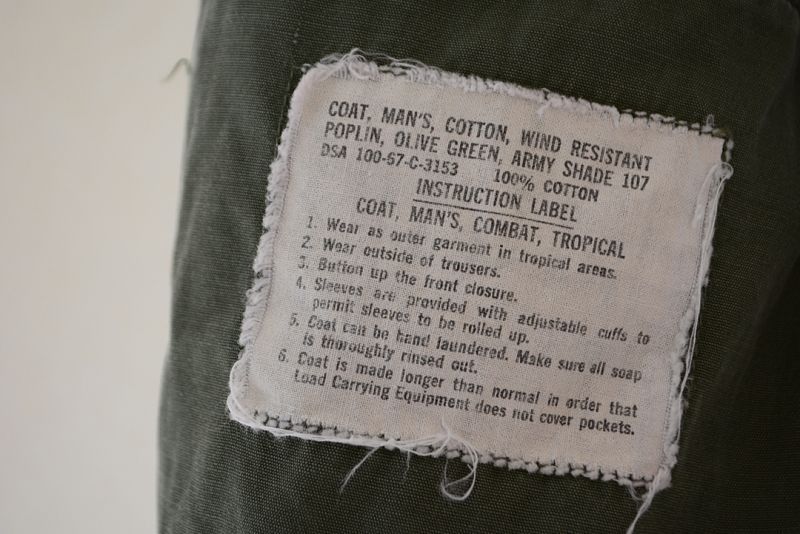 COAT, MAN'S, COTTON, WIND RESISTANT
POPLIN, OLIVE GREEN, ARMY SHADE 107
DSA 100-67-C-3153 100% COTTON
INSTRUCTION LABEL
COAT, MAN'S, COMBAT, TROPICAL
1. Wear as outer garment in tropical areas.
2. Wear outside of trousers.
3. Button up the front closure.
4. Sleeves are provided with adjustable cuffs to
permit sleeves to be rolled up.
5. Coat can be hand laundered. Make sure all soap
is thoroughly rinsed out.
6. Coat is made longer than normal in order that
Load Carrying Equipment does not cover pockets.